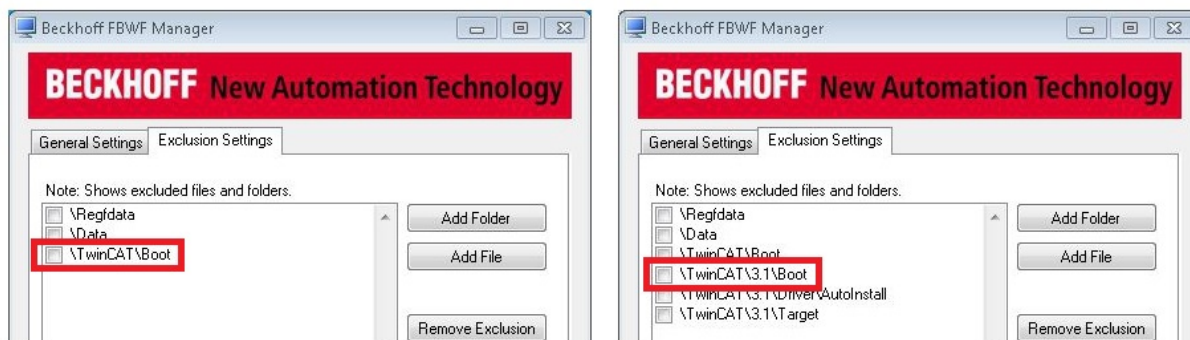 Beckhoff FBWF Manager
BECKHOFF New Automation Technology
General Settings Exclusion Settings
Note: Shows excluded files and folders.
\Regfdata
\Data
\TwinCAT\Boot
Add Folder
Add File
Remove Exclusion
Beckhoff FBWF Manager
BECKHOFF New Automation Technology
General Settings Exclusion Settings
Note: Shows excluded files and folders.
\Regfdata
\Data
\TwinCAT\Boot
\TwinCAT\3.1\Boot
\TwinCAT\3.1\Driver\AutoInstall
\TwinCAT\3.1\Target
Add Folder
Add File
Remove Exclusion